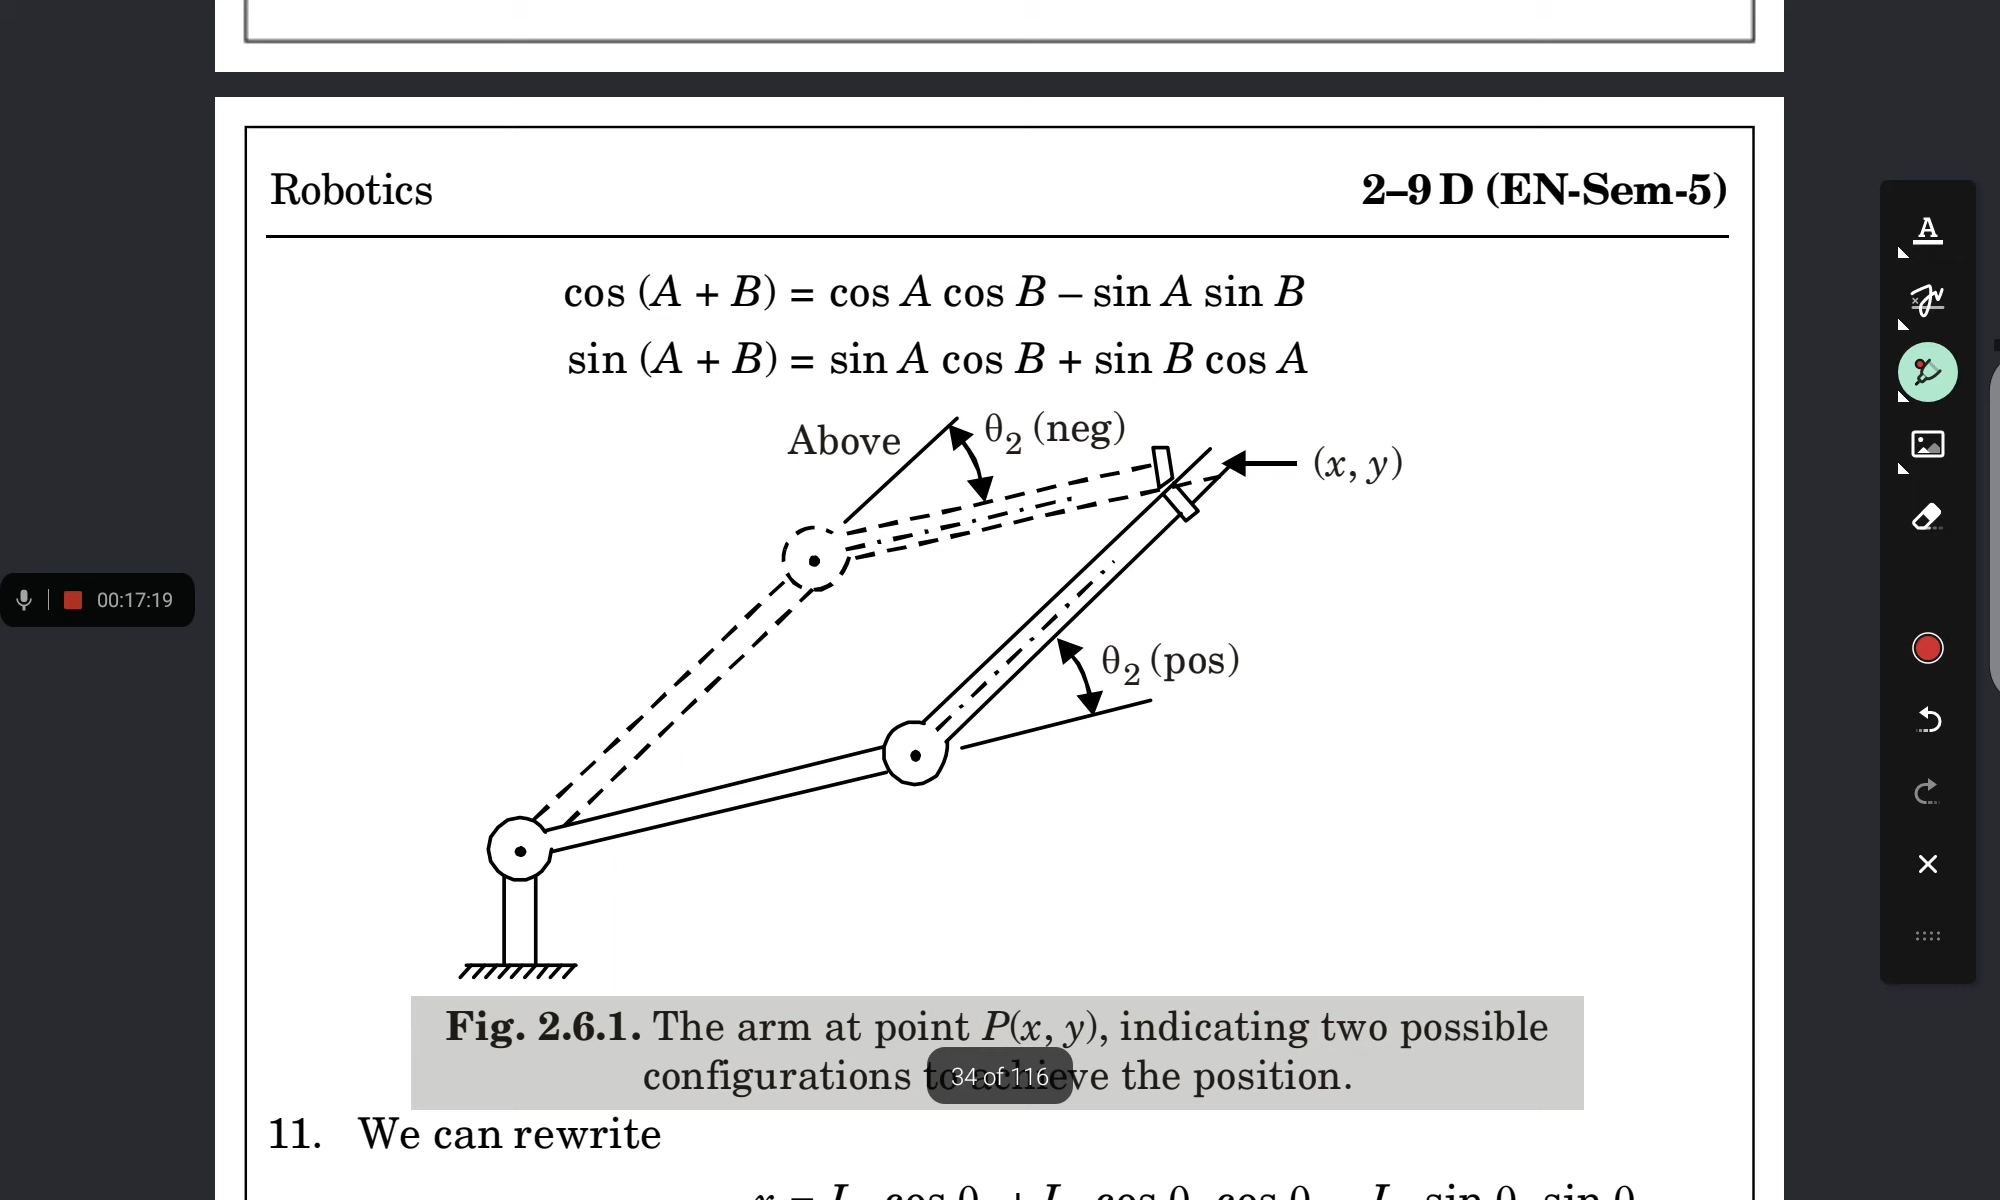 Robotics 2–9 D (EN-Sem-5)
cos (A + B) = cos A cos B – sin A sin B
sin (A + B) = sin A cos B + sin B cos A
Above θ₂ (neg)
(x, y)
00:17:19
θ₂ (pos)
Fig. 2.6.1. The arm at point P(x, y), indicating two possible
configurations to achieve the position.
34 of 116
11. We can rewrite